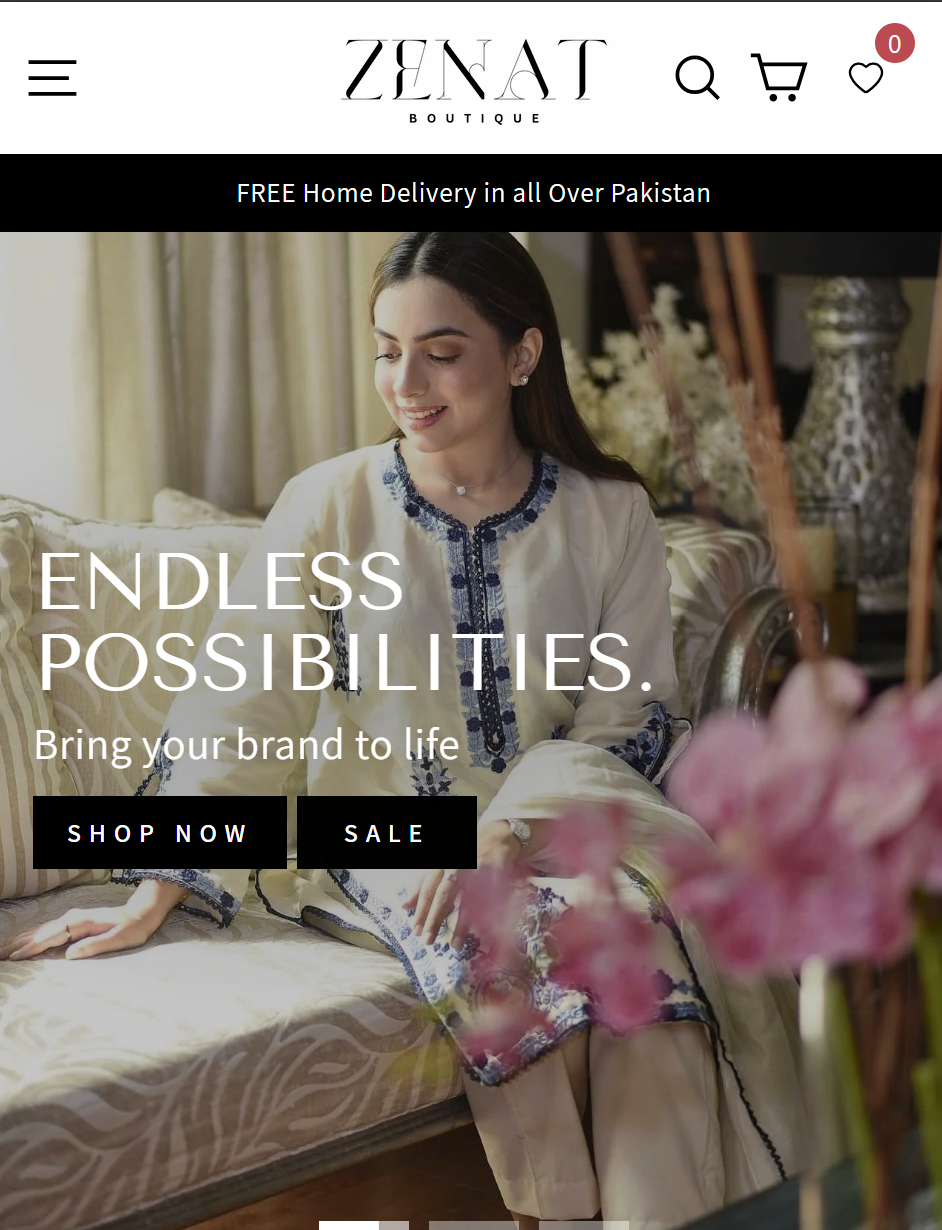 ZENAT
BOUTIQUE
0
FREE Home Delivery in all Over Pakistan
ENDLESS
POSSIBILITIES.
Bring your brand to life
SHOP NOW
SALE